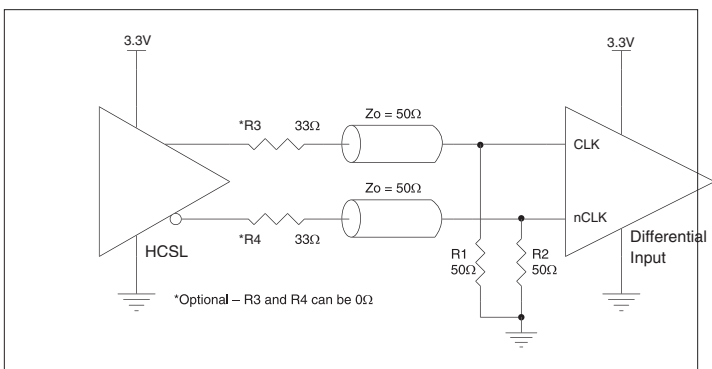 3.3V
3.3V
*R3
33Ω
Zo = 50Ω
CLK
Zo = 50Ω
nCLK
*R4
33Ω
HCSL
R1
50Ω
R2
50Ω
Differential
Input
*Optional – R3 and R4 can be 0Ω